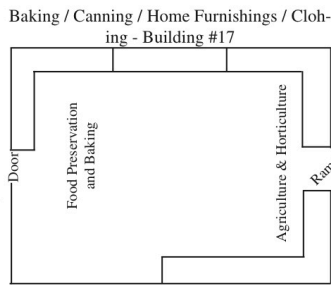 Baking / Canning / Home Furnishings / Cloh-
ing - Building #17
Door
Food Preservation
and Baking
Agriculture & Horticulture